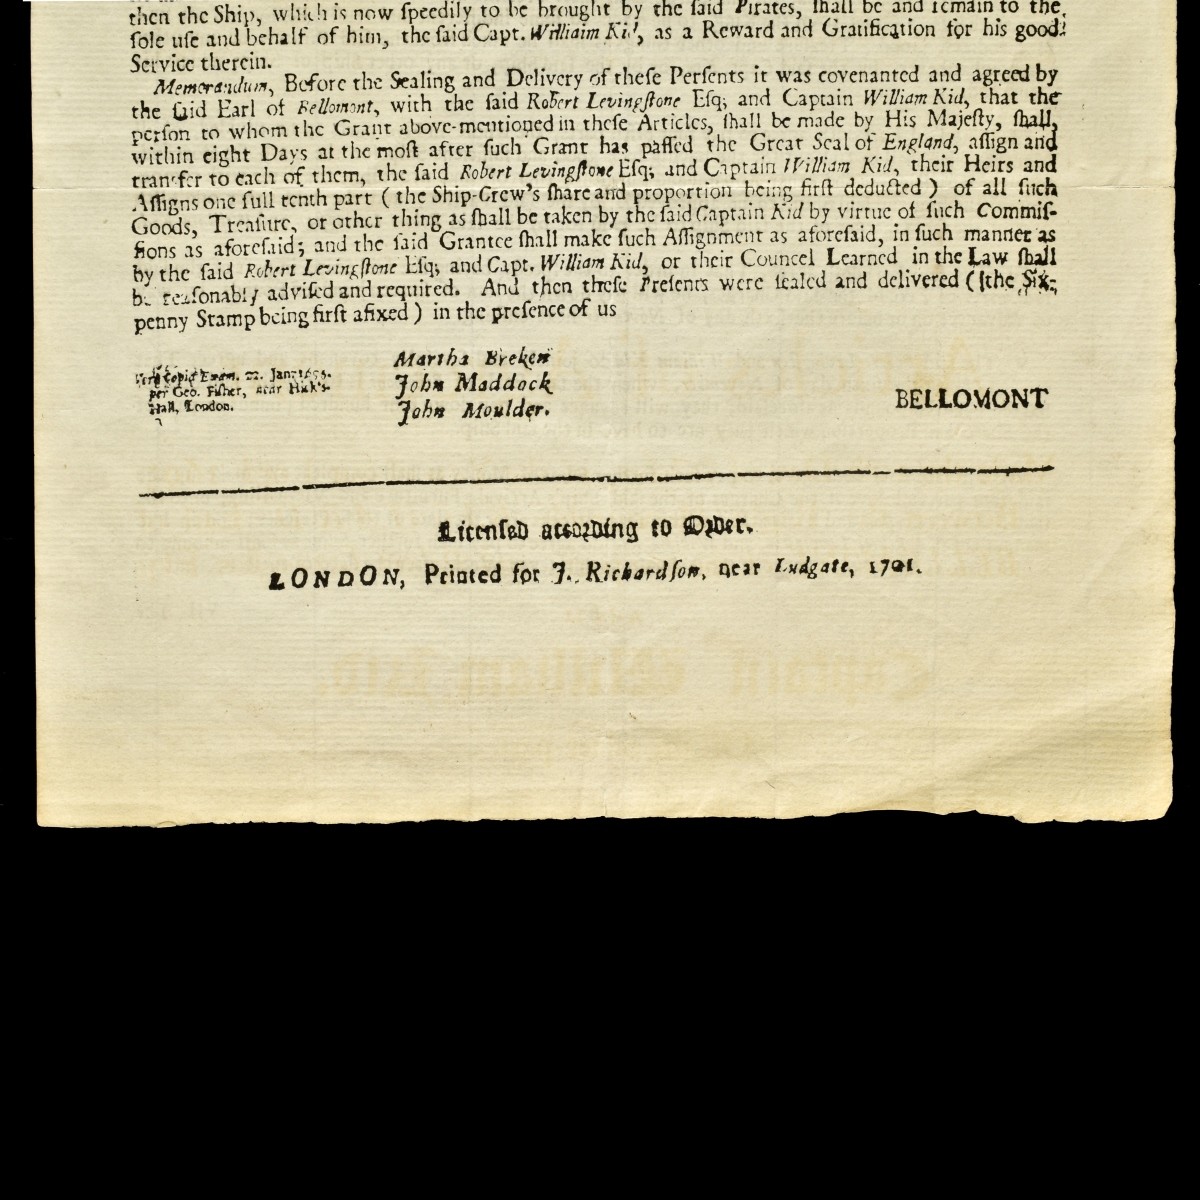 then the Ship, which is now ſpeedily to be brought by the ſaid Pirates, ſhall be and remain to the
ſole uſe and behalf of him, the ſaid Capt. Williaim Kid, as a Reward and Gratification for his good
Service therein.
Memorandum, Before the Sealing and Delivery of theſe Perſents it was covenanted and agreed by
the ſaid Earl of Bellomont, with the ſaid Robert Levingſtone Eſq; and Captain William Kid, that the
perſon to whom the Grant above-mentioned in theſe Articles, ſhall be made by His Majeſty, ſhall,
within eight Days at the moſt after ſuch Grant has paſſed the Great Seal of England, aſſign and
tranſfer to each of them, the ſaid Robert Levingſtone Eſq; and Captain William Kid, their Heirs and
Aſſigns one full tenth part ( the Ship-Crew's ſhare and proportion being firſt deducted ) of all ſuch
Goods, Treaſure, or other thing as ſhall be taken by the ſaid Captain Kid by virtue of ſuch Commiſ-
ſions as aforeſaid; and the ſaid Grantee ſhall make ſuch Aſſignment as aforeſaid, in ſuch manner as
by the ſaid Robert Levingſtone Eſq; and Capt. William Kid, or their Councel Learned in the Law ſhall
be reaſonably adviſed and required. And then theſe Preſents were ſealed and delivered ( the Six-
penny Stamp being firſt afixed ) in the preſence of us
Martha Breken
John Maddock
John Moulder.
Copia Exam. 22. Jan.
per Geo. Fiſher, near Hick's-
Hall, London.
BELLOMONT
Licenſed according to Order.
LONDON, Printed for J. Richardſon, near Ludgate, 1701.
Captain William Kid.